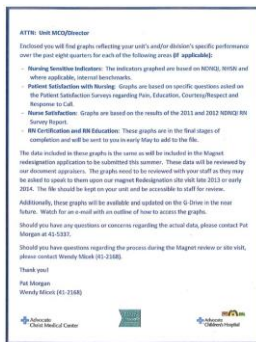 ATTN: Unit MCO/Director
Enclosed you will find graphs reflecting your unit's and/or division's specific performance
over the past eight quarters for each of the following areas (if applicable):
- Nursing Sensitive Indicators: The indicators graphed are based on NDNQI, NHSN and
where applicable, internal benchmarks.
- Patient Satisfaction with Nursing: Graphs are based on specific questions asked on
the Patient Satisfaction Surveys regarding Pain, Education, Courtesy/Respect and
Response to Call.
- Nurse Satisfaction: Graphs are based on the results of the 2011 and 2012 NDNQI RN
Survey Report.
- RN Certification and RN Education: These graphs are in the final stages of
completion and will be sent to you in early May to add to the file.
The data included in these graphs is the same as will be included in the Magnet
redesignation application to be submitted this summer. These data will be reviewed by
our document appraisers. The graphs need to be reviewed with your staff as they may
be asked to speak to them upon our magnet Redesignation site visit late 2013 or early
2014. The file should be kept on your unit and be accessible to staff for review.
Additionally, these graphs will be available and updated on the G-Drive in the near
future. Watch for an e-mail with an outline of how to access the graphs.
Should you have any questions or concerns regarding the actual data, please contact Pat
Morgan at 41-5337.
Should you have questions regarding the process during the Magnet review or site visit,
please contact Wendy Micek (41-2168).
Thank you!
Pat Morgan
Wendy Micek (41-2168)
Advocate
Christ Medical Center
Advocate
Children's Hospital